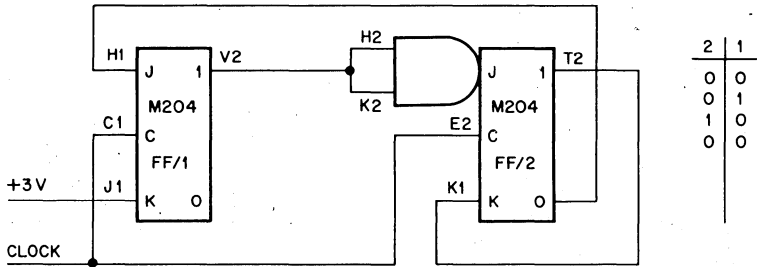 H1 V2 H2 T2 2 1
J 1 J 1 0 0
M204 K2 M204 0 1
C1 C E2 C 1 0
FF/1 FF/2 0 0
+3V J1 K 0 K1 K 0
CLOCK